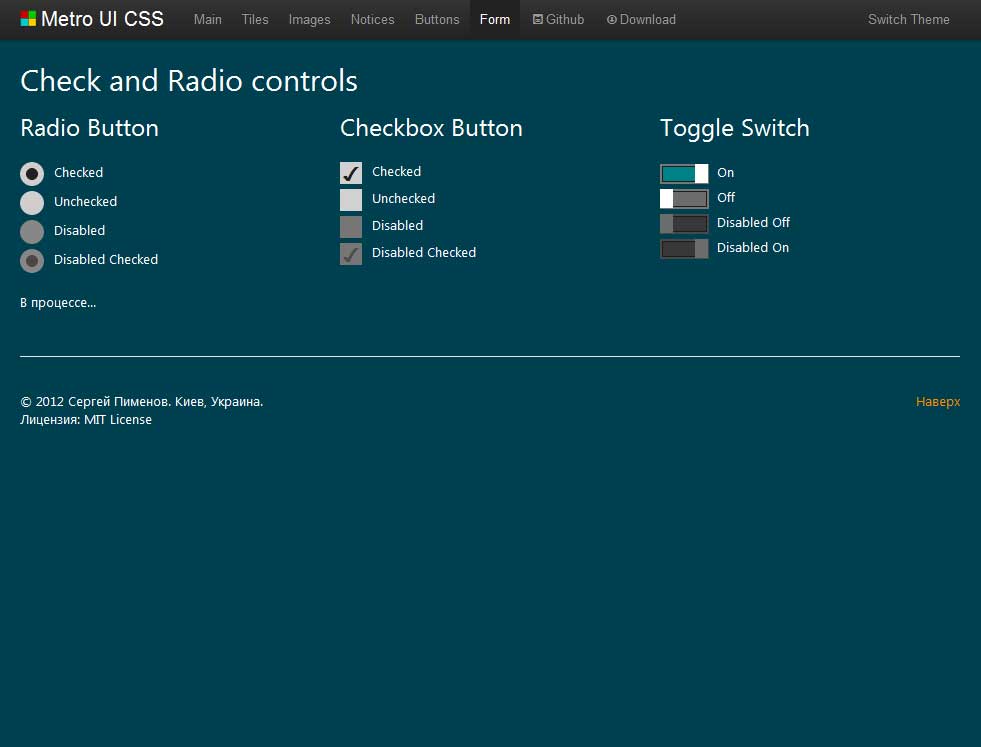 Metro UI CSS Main Tiles Images Notices Buttons Form Github Download Switch Theme
Check and Radio controls
Radio Button
Checked
Unchecked
Disabled
Disabled Checked
Checkbox Button
Checked
Unchecked
Disabled
Disabled Checked
Toggle Switch
On
Off
Disabled Off
Disabled On
В процессе...
© 2012 Сергей Пименов. Киев, Украина.
Лицензия: MIT License
Наверх